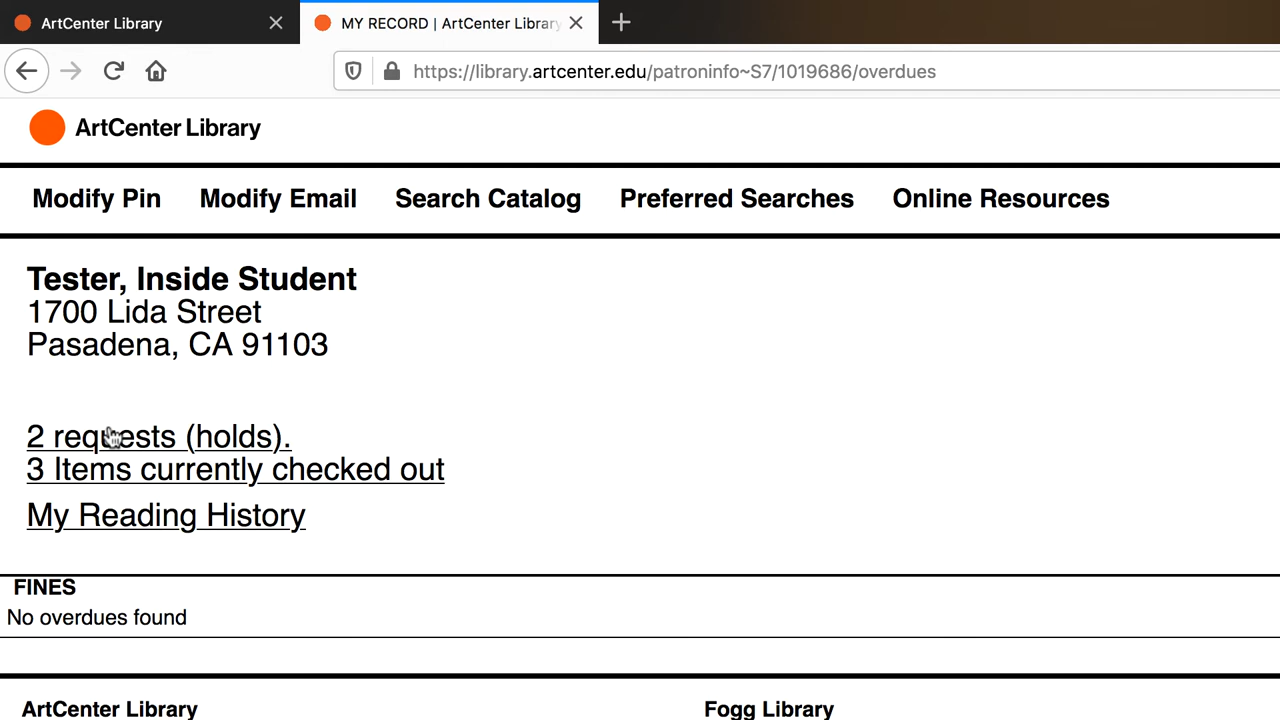 ArtCenter Library
MY RECORD | ArtCenter Library
https://library.artcenter.edu/patroninfo~S7/1019686/overdues
ArtCenter Library
Modify Pin Modify Email Search Catalog Preferred Searches Online Resources
Tester, Inside Student
1700 Lida Street
Pasadena, CA 91103
2 requests (holds).
3 Items currently checked out
My Reading History
FINES
No overdues found
ArtCenter Library
Fogg Library